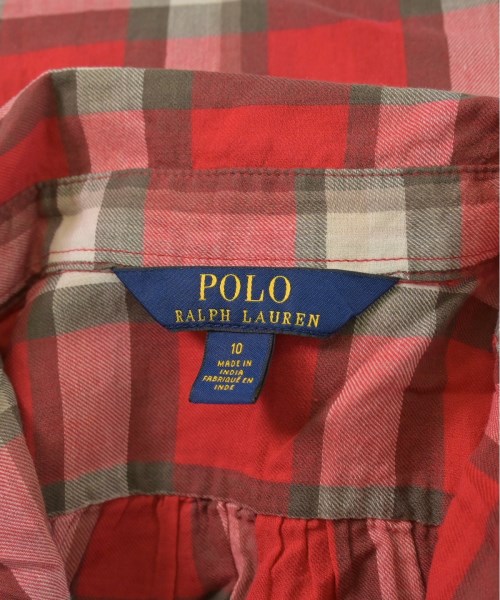 POLO
RALPH LAUREN
10
MADE IN
INDIA
FABRIQUÉ EN
INDE